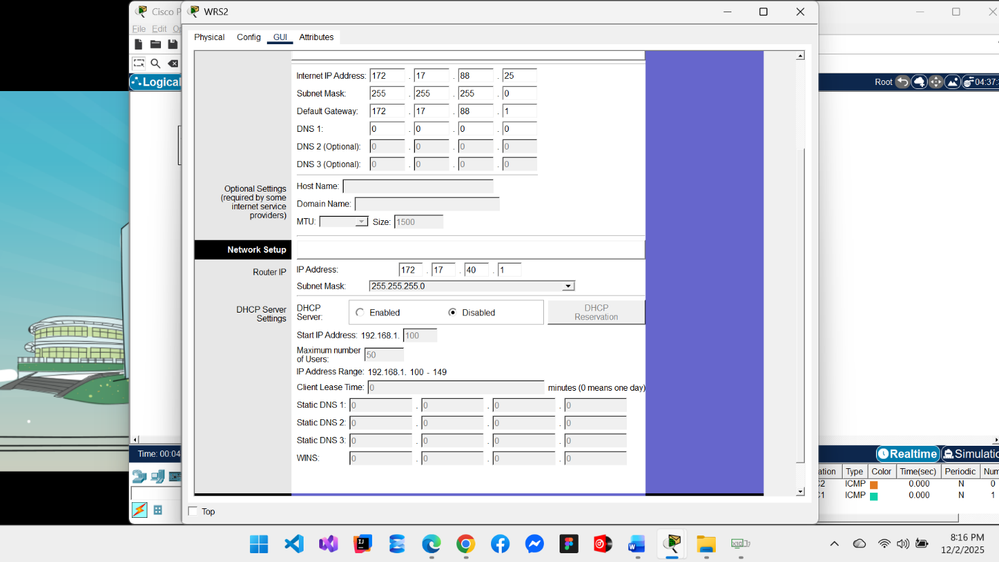 Cisco P
WRS2
File Edit Op
Physical Config GUI Attributes
Logical
Root 04:37:
Internet IP Address: 172 . 17 . 88 . 25
Subnet Mask: 255 . 255 . 255 . 0
Default Gateway: 172 . 17 . 88 . 1
DNS 1: 0 . 0 . 0 . 0
DNS 2 (Optional): 0 . 0 . 0 . 0
DNS 3 (Optional): 0 . 0 . 0 . 0
Optional Settings
(required by some
internet service
providers)
Host Name:
Domain Name:
MTU: Size: 1500
Network Setup
Router IP
IP Address: 172 . 17 . 40 . 1
Subnet Mask: 255.255.255.0
DHCP Server
Settings
DHCP
Server: Enabled Disabled DHCP
Reservation
Start IP Address: 192.168.1. 100
Maximum number
of Users: 50
IP Address Range: 192.168.1. 100 - 149
Client Lease Time: 0 minutes (0 means one day)
Static DNS 1: 0 . 0 . 0 . 0
Static DNS 2: 0 . 0 . 0 . 0
Static DNS 3: 0 . 0 . 0 . 0
WINS: 0 . 0 . 0 . 0
Time: 00:04
Realtime Simulatio
ation Type Color Time(sec) Periodic Num
C2 ICMP 0.000 N 0
C1 ICMP 0.000 N 1
Top
8:16 PM
12/2/2025